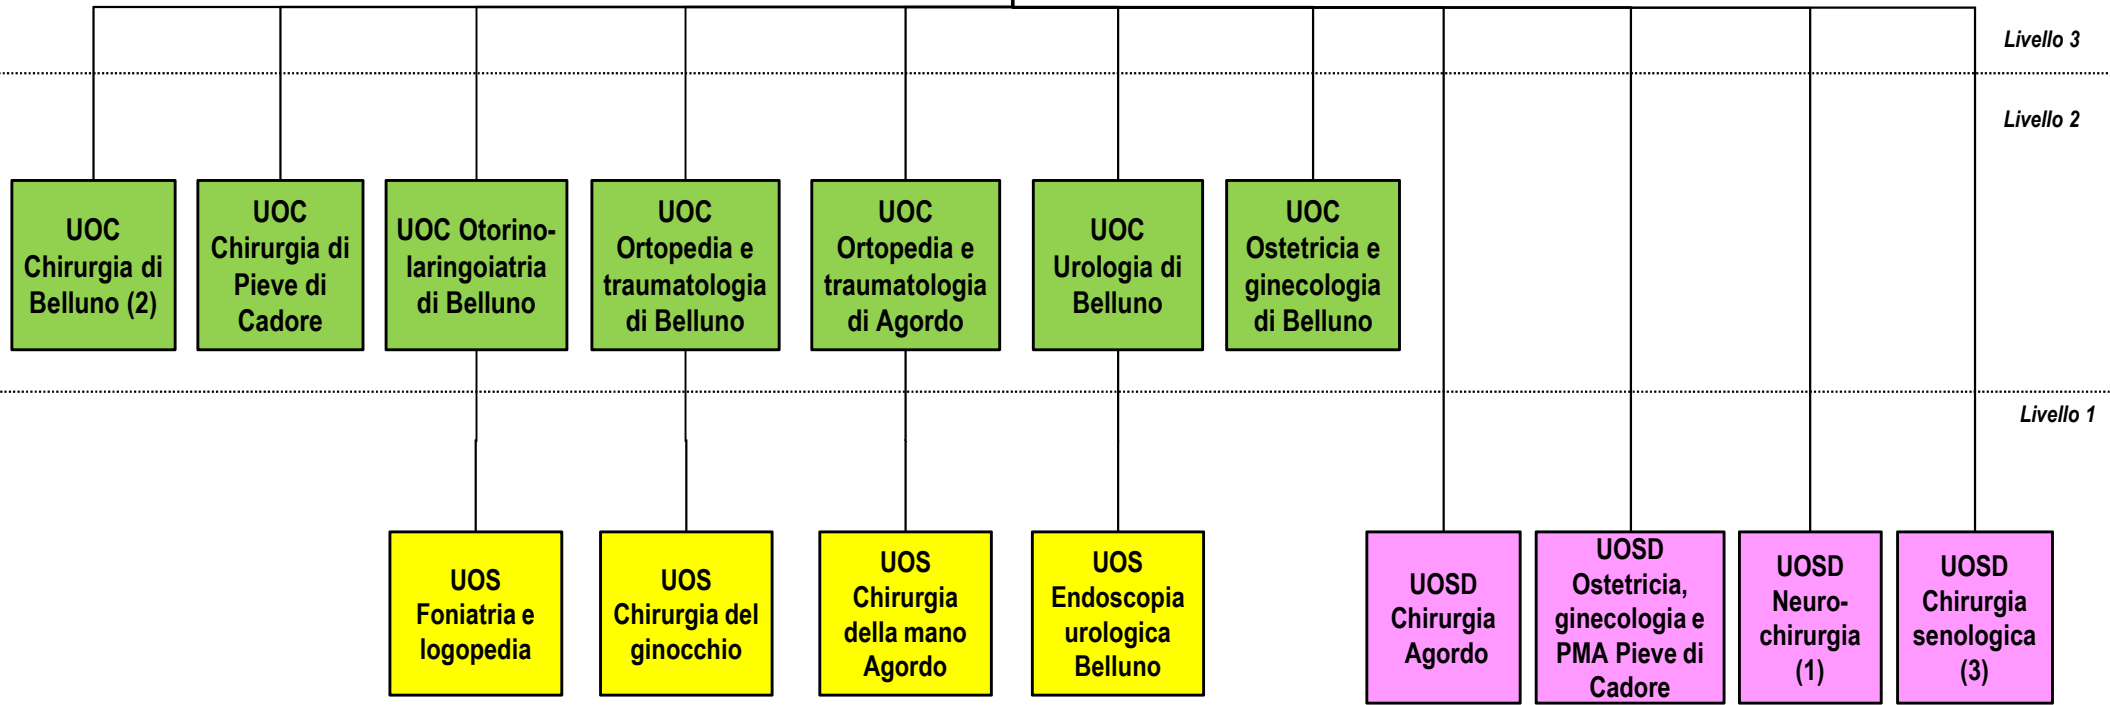 Livello 3
Livello 2
UOC
Chirurgia di
Belluno (2)
UOC
Chirurgia di
Pieve di
Cadore
UOC Otorino-
laringoiatria
di Belluno
UOC
Ortopedia e
traumatologia
di Belluno
UOC
Ortopedia e
traumatologia
di Agordo
UOC
Urologia di
Belluno
UOC
Ostetricia e
ginecologia
di Belluno
Livello 1
UOS
Foniatria e
logopedia
UOS
Chirurgia del
ginocchio
UOS
Chirurgia
della mano
Agordo
UOS
Endoscopia
urologica
Belluno
UOSD
Chirurgia
Agordo
UOSD
Ostetricia,
ginecologia e
PMA Pieve di
Cadore
UOSD
Neuro-
chirurgia
(1)
UOSD
Chirurgia
senologica
(3)